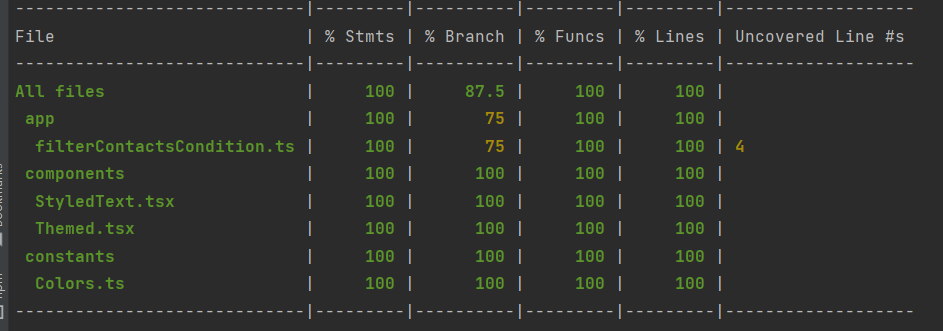 -----------------------------|---------|----------|---------|---------|-------------------
File                         | % Stmts | % Branch | % Funcs | % Lines | Uncovered Line #s
-----------------------------|---------|----------|---------|---------|-------------------
All files                    |     100 |     87.5 |     100 |     100 |
 app                         |     100 |       75 |     100 |     100 |
  filterContactsCondition.ts |     100 |       75 |     100 |     100 | 4
 components                  |     100 |      100 |     100 |     100 |
  StyledText.tsx             |     100 |      100 |     100 |     100 |
  Themed.tsx                 |     100 |      100 |     100 |     100 |
 constants                   |     100 |      100 |     100 |     100 |
  Colors.ts                  |     100 |      100 |     100 |     100 |
-----------------------------|---------|----------|---------|---------|-------------------